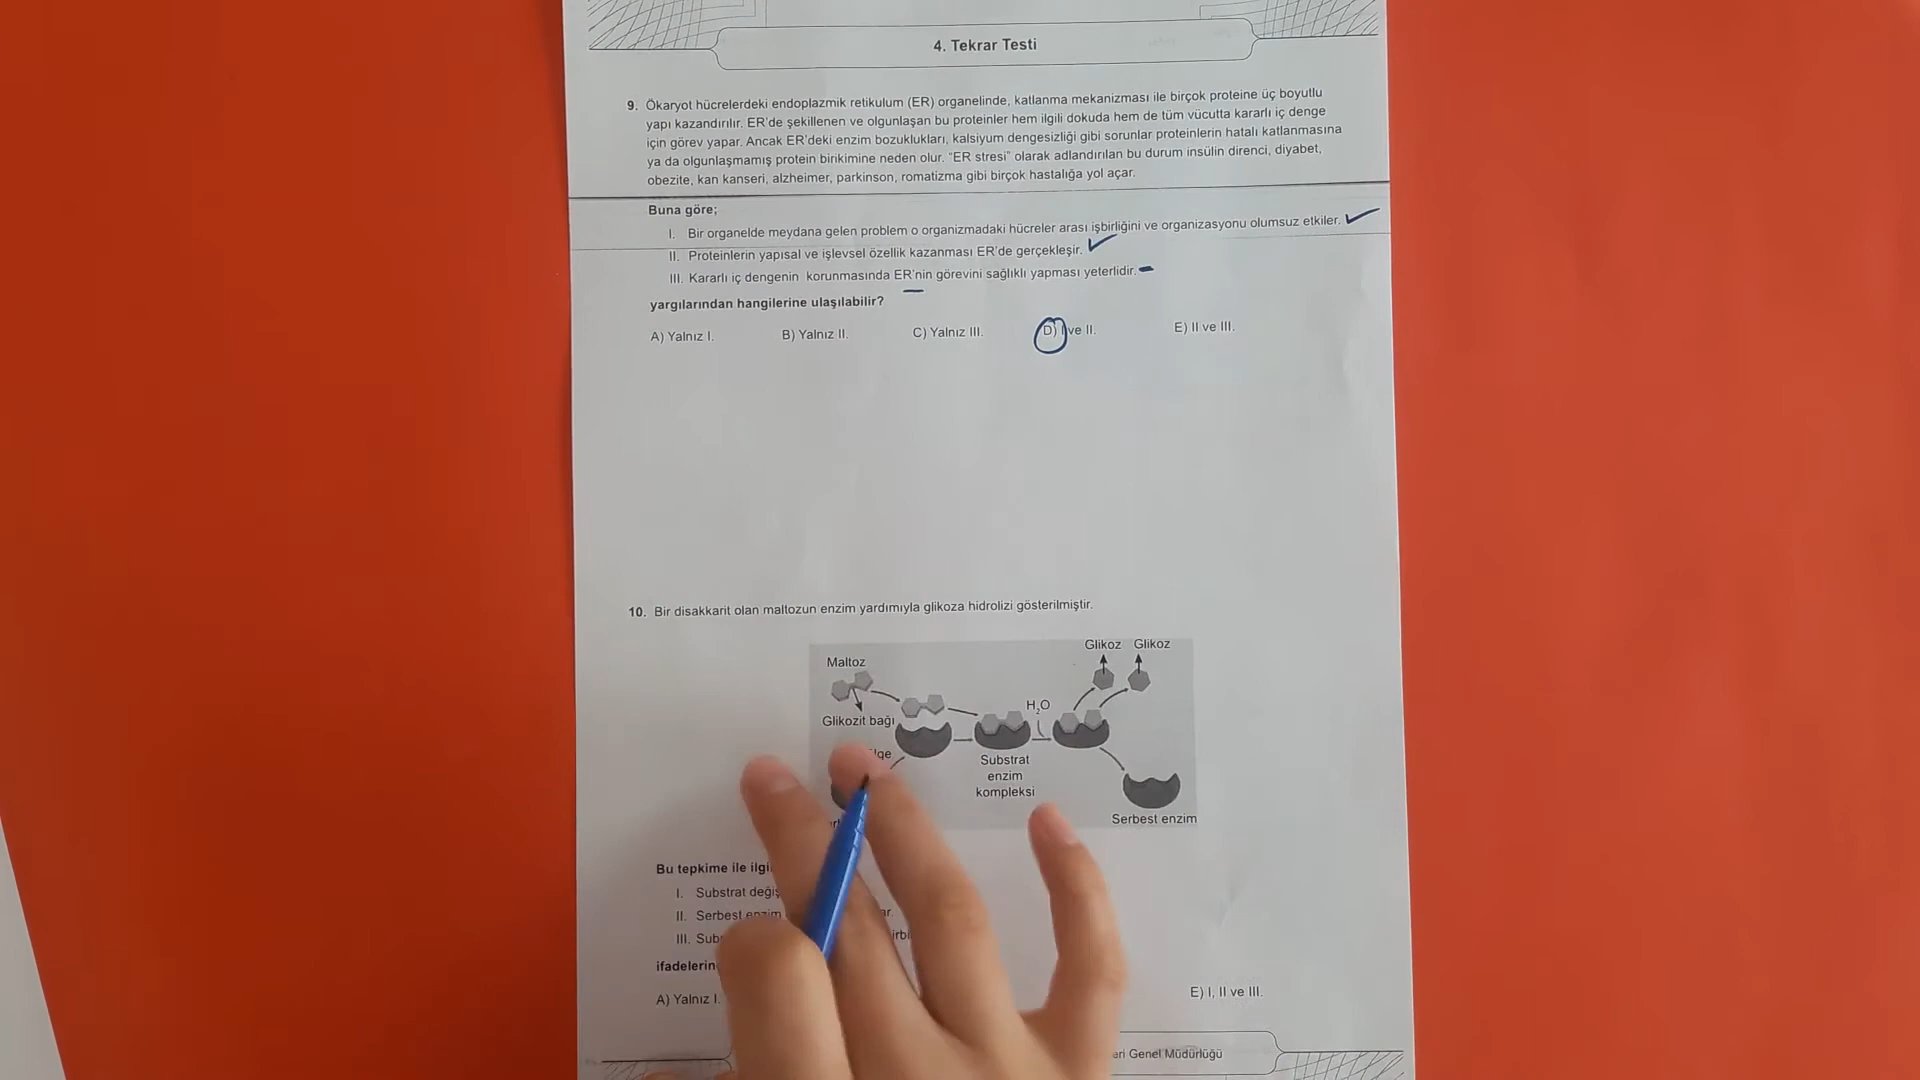 4. Tekrar Testi
9. Ökaryot hücrelerdeki endoplazmik retikulum (ER) organelinde, katlanma mekanizması ile birçok proteine üç boyutlu
yapı kazandırılır. ER'de şekillenen ve olgunlaşan bu proteinler hem ilgili dokuda hem de tüm vücutta kararlı iç denge
için görev yapar. Ancak ER'deki enzim bozuklukları, kalsiyum dengesizliği gibi sorunlar proteinlerin hatalı katlanmasına
ya da olgunlaşmamış protein birikimine neden olur. "ER stresi" olarak adlandırılan bu durum insülin direnci, diyabet,
obezite, kan kanseri, alzheimer, parkinson, romatizma gibi birçok hastalığa yol açar.
Buna göre;
I. Bir organelde meydana gelen problem o organizmadaki hücreler arası işbirliğini ve organizasyonu olumsuz etkiler.
II. Proteinlerin yapısal ve işlevsel özellik kazanması ER'de gerçekleşir.
III. Kararlı iç dengenin korunmasında ER'nin görevini sağlıklı yapması yeterlidir.
yargılarından hangilerine ulaşılabilir?
A) Yalnız I. B) Yalnız II. C) Yalnız III. D) I ve II. E) II ve III.
10. Bir disakkarit olan maltozun enzim yardımıyla glikoza hidrolizi gösterilmiştir.
Glikoz Glikoz
Maltoz
H₂O
Glikozit bağı
Substrat
enzim
kompleksi
Serbest enzim
Bu tepkime ile ilgi
I. Substrat değiş
II. Serbest enzim
III. Sub
ifadelerin
A) Yalnız I. E) I, II ve III.
Genel Müdürlüğü